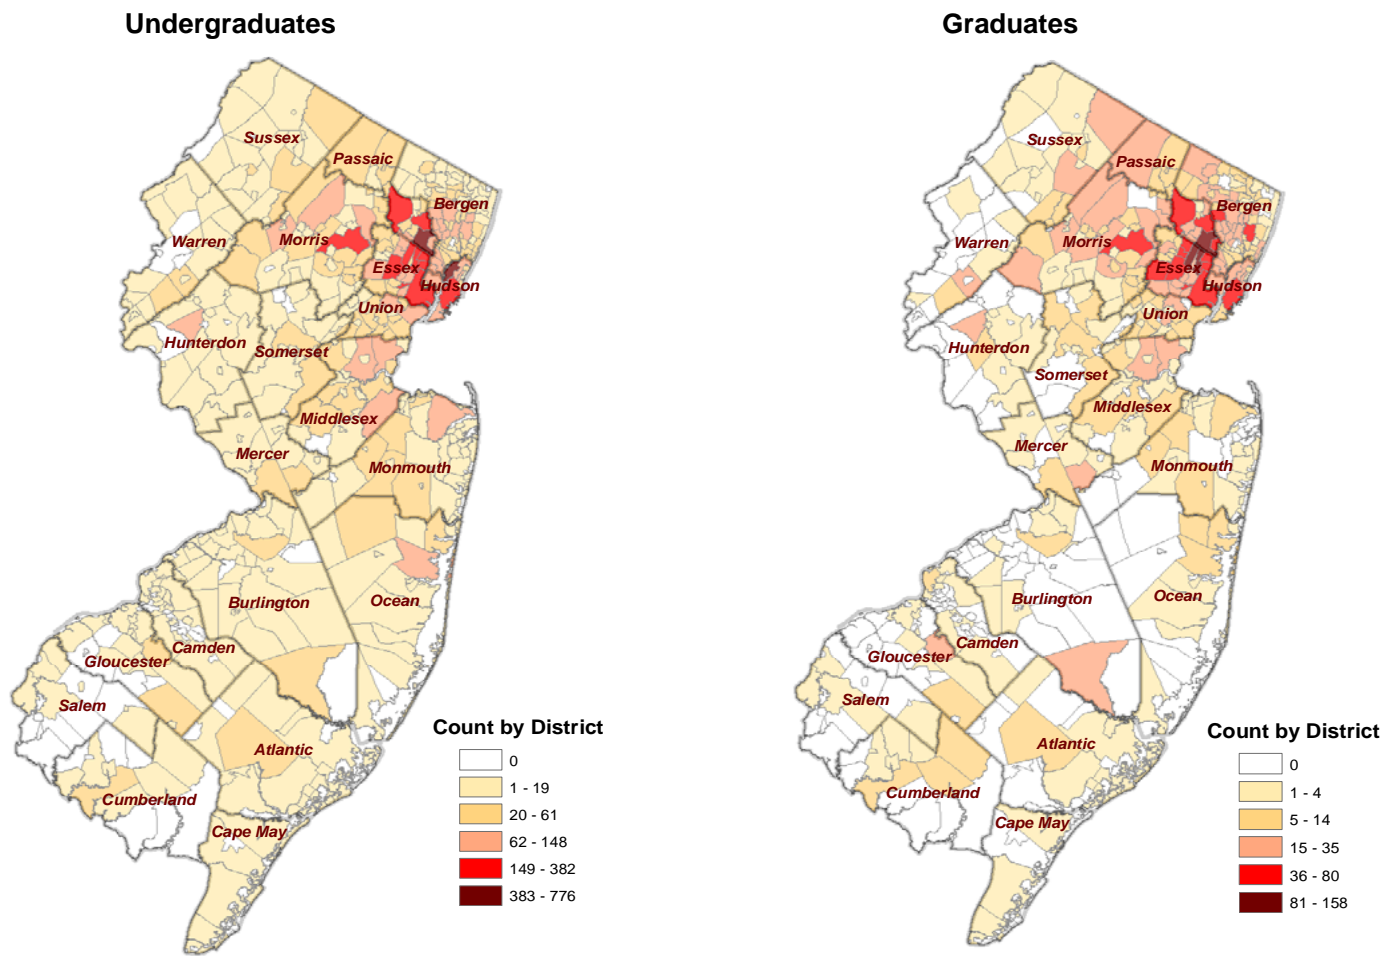 Undergraduates
Sussex
Passaic
Bergen
Warren
Morris
Essex
Hudson
Union
Hunterdon
Somerset
Middlesex
Mercer
Monmouth
Burlington
Ocean
Camden
Gloucester
Salem
Atlantic
Cumberland
Cape May
Count by District
0
1 - 19
20 - 61
62 - 148
149 - 382
383 - 776
Graduates
Sussex
Passaic
Bergen
Warren
Morris
Essex
Hudson
Union
Hunterdon
Somerset
Middlesex
Mercer
Monmouth
Burlington
Ocean
Camden
Gloucester
Salem
Atlantic
Cumberland
Cape May
Count by District
0
1 - 4
5 - 14
15 - 35
36 - 80
81 - 158